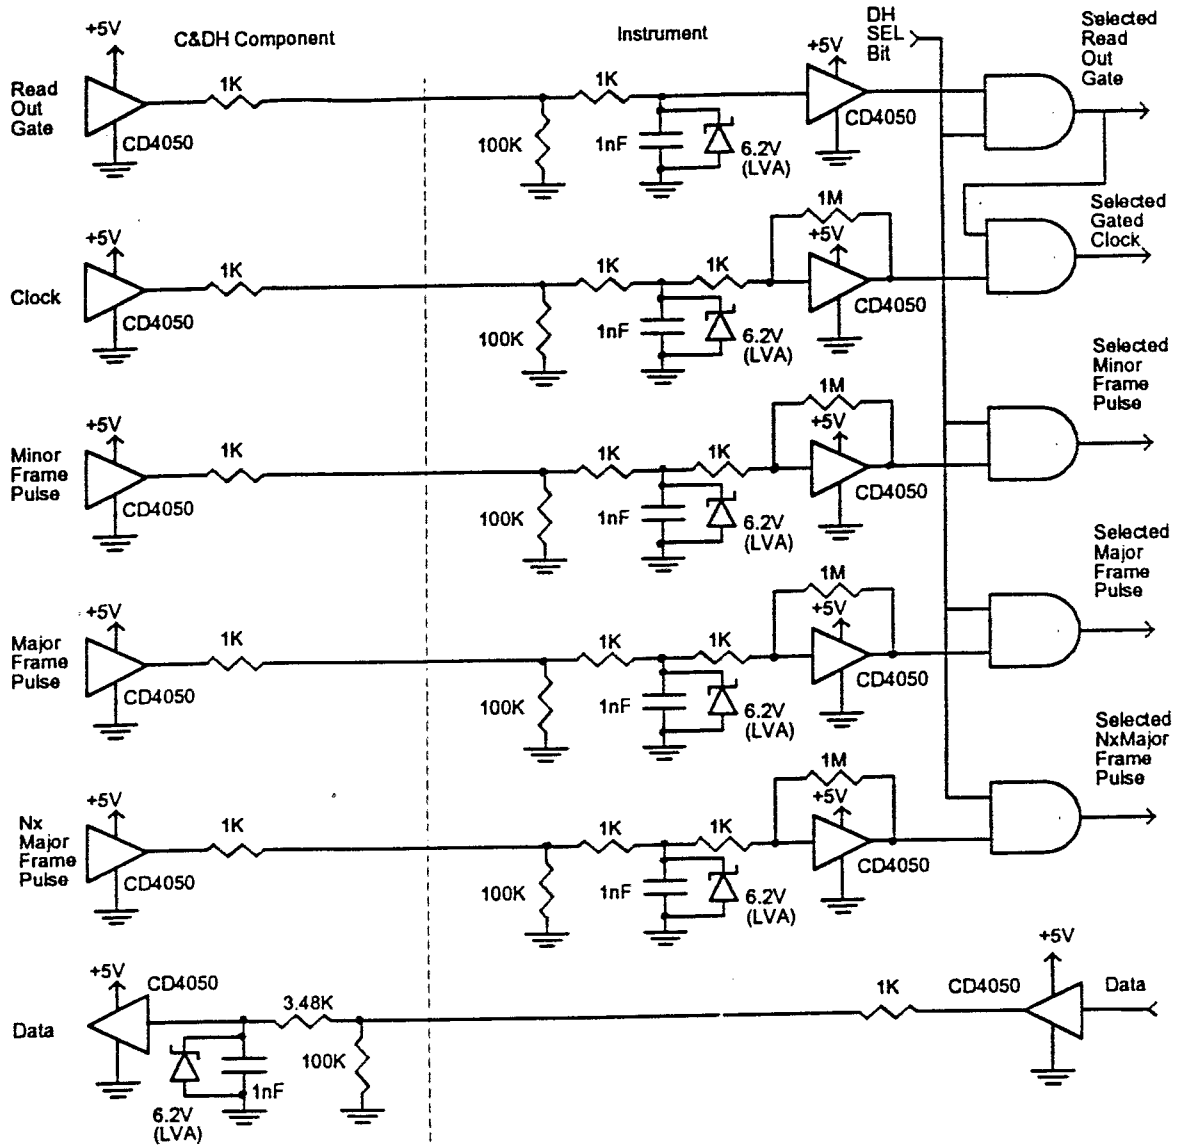 C&DH Component
Instrument
DH
SEL
Bit
Selected
Read
Out
Gate
+5V
Read
Out
Gate
CD4050
1K
100K
1K
1nF
6.2V
(LVA)
+5V
CD4050
Selected
Gated
Clock
+5V
Clock
CD4050
1K
100K
1K
1nF
6.2V
(LVA)
1K
1M
+5V
CD4050
Selected
Minor
Frame
Pulse
+5V
Minor
Frame
Pulse
CD4050
1K
100K
1K
1nF
6.2V
(LVA)
1K
1M
+5V
CD4050
Selected
Major
Frame
Pulse
+5V
Major
Frame
Pulse
CD4050
1K
100K
1K
1nF
6.2V
(LVA)
1K
1M
+5V
CD4050
Selected
NxMajor
Frame
Pulse
+5V
Nx
Major
Frame
Pulse
CD4050
1K
100K
1K
1nF
6.2V
(LVA)
1K
1M
+5V
CD4050
+5V
CD4050
Data
6.2V
(LVA)
1nF
3.48K
100K
1K
CD4050
+5V
Data